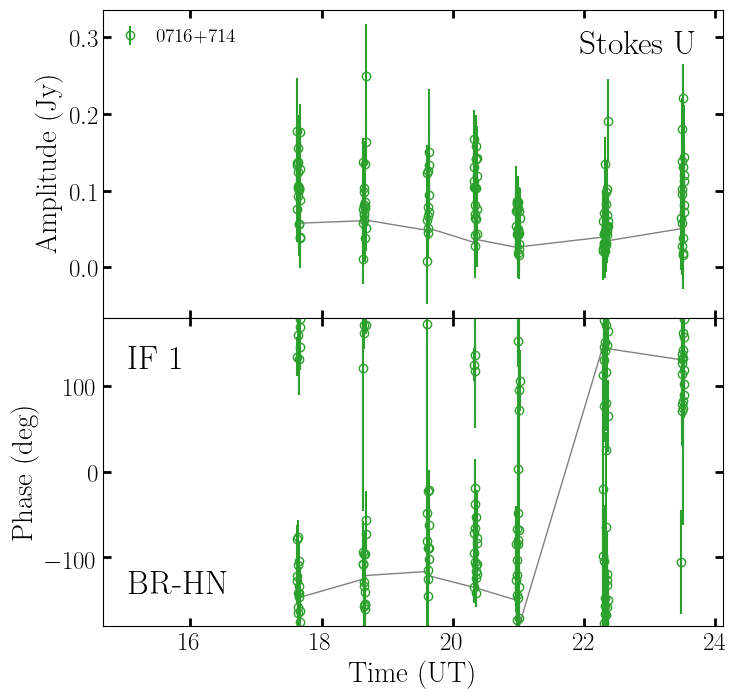 0716+714
Stokes U
0.3
0.2
0.1
0.0
Amplitude (Jy)
IF 1
100
0
−100
Phase (deg)
BR-HN
16 18 20 22 24
Time (UT)